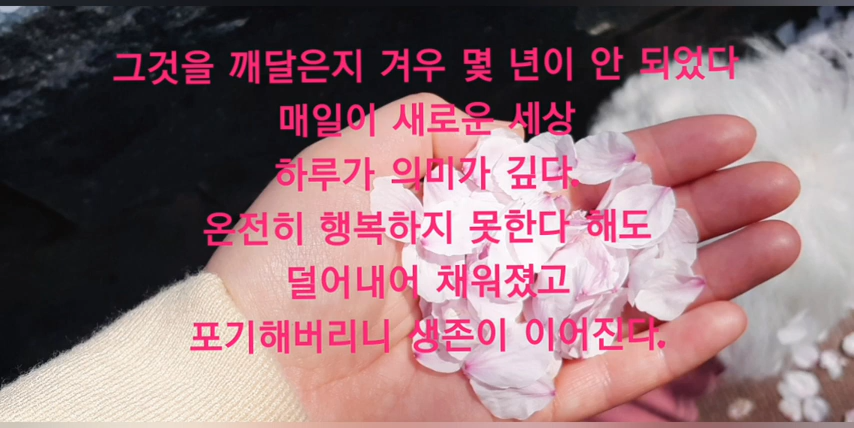 그것을 깨달은지 겨우 몇 년이 안 되었다
매일이 새로운 세상
하루가 의미가 깊다.
온전히 행복하지 못한다 해도
덜어내어 채워졌고
포기해버리니 생존이 이어진다.